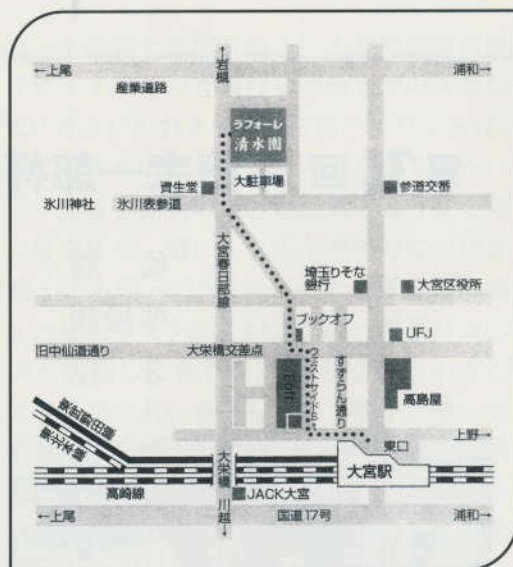 ←上尾
産業道路
↑岩槻
浦和→
ラフォーレ
清水園
大駐車場
資生堂
参道交番
氷川神社
氷川表参道
大宮春日部線
埼玉りそな
銀行
大宮区役所
ブックオフ
UFJ
旧中仙道通り
大栄橋交差点
ウエストサイドSt.
すずらん通り
高島屋
上野→
東口
東北本線
大栄橋
大宮駅
高崎線
JACK大宮
川越↓
←上尾
国道17号
浦和→